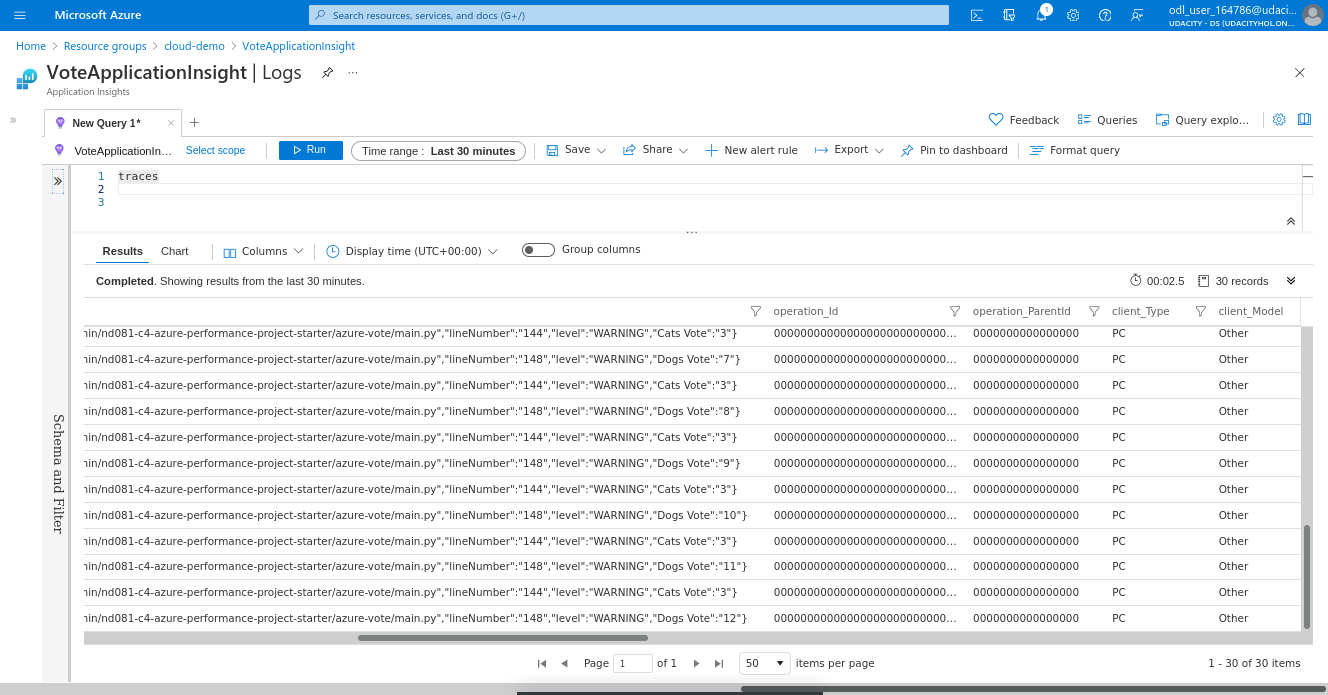 Microsoft Azure
Search resources, services, and docs (G+/)
1
odl_user_164786@udaci...
UDACITY - DS (UDACITYHOL.ON...
Home > Resource groups > cloud-demo > VoteApplicationInsight
VoteApplicationInsight | Logs
...
Application Insights
New Query 1*
Feedback
Queries
Query explo...
VoteApplicationIn...
Select scope
Run
Time range : Last 30 minutes
Save
Share
New alert rule
Export
Pin to dashboard
Format query
1 traces
2
3
Results
Chart
Columns
Display time (UTC+00:00)
Group columns
Completed. Showing results from the last 30 minutes.
00:02.5
30 records
Schema and Filter
operation_Id operation_ParentId client_Type client_Model
nin/nd081-c4-azure-performance-project-starter/azure-vote/main.py","lineNumber":"144","level":"WARNING","Cats Vote":"3"} 00000000000000000000000000... 0000000000000000 PC Other
nin/nd081-c4-azure-performance-project-starter/azure-vote/main.py","lineNumber":"148","level":"WARNING","Dogs Vote":"7"} 00000000000000000000000000... 0000000000000000 PC Other
nin/nd081-c4-azure-performance-project-starter/azure-vote/main.py","lineNumber":"144","level":"WARNING","Cats Vote":"3"} 00000000000000000000000000... 0000000000000000 PC Other
nin/nd081-c4-azure-performance-project-starter/azure-vote/main.py","lineNumber":"148","level":"WARNING","Dogs Vote":"8"} 00000000000000000000000000... 0000000000000000 PC Other
nin/nd081-c4-azure-performance-project-starter/azure-vote/main.py","lineNumber":"144","level":"WARNING","Cats Vote":"3"} 00000000000000000000000000... 0000000000000000 PC Other
nin/nd081-c4-azure-performance-project-starter/azure-vote/main.py","lineNumber":"148","level":"WARNING","Dogs Vote":"9"} 00000000000000000000000000... 0000000000000000 PC Other
nin/nd081-c4-azure-performance-project-starter/azure-vote/main.py","lineNumber":"144","level":"WARNING","Cats Vote":"3"} 00000000000000000000000000... 0000000000000000 PC Other
nin/nd081-c4-azure-performance-project-starter/azure-vote/main.py","lineNumber":"148","level":"WARNING","Dogs Vote":"10"} 00000000000000000000000000... 0000000000000000 PC Other
nin/nd081-c4-azure-performance-project-starter/azure-vote/main.py","lineNumber":"144","level":"WARNING","Cats Vote":"3"} 00000000000000000000000000... 0000000000000000 PC Other
nin/nd081-c4-azure-performance-project-starter/azure-vote/main.py","lineNumber":"148","level":"WARNING","Dogs Vote":"11"} 00000000000000000000000000... 0000000000000000 PC Other
nin/nd081-c4-azure-performance-project-starter/azure-vote/main.py","lineNumber":"144","level":"WARNING","Cats Vote":"3"} 00000000000000000000000000... 0000000000000000 PC Other
nin/nd081-c4-azure-performance-project-starter/azure-vote/main.py","lineNumber":"148","level":"WARNING","Dogs Vote":"12"} 00000000000000000000000000... 0000000000000000 PC Other
Page 1 of 1
50 items per page
1 - 30 of 30 items